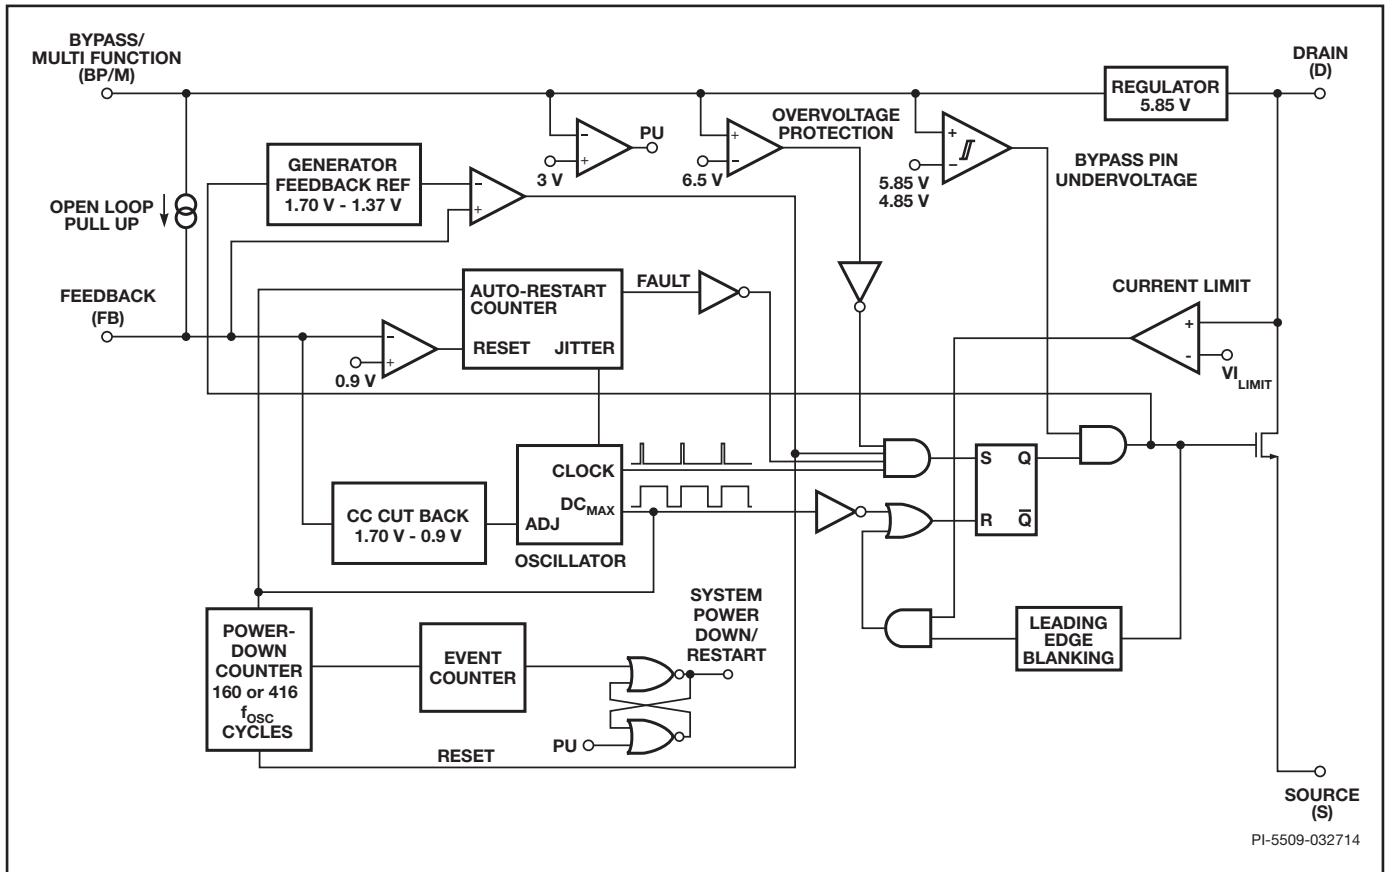 BYPASS/
MULTI FUNCTION
(BP/M)
DRAIN
(D)
REGULATOR
5.85 V
OVERVOLTAGE
PROTECTION
PU
-
+
3 V
+
-
6.5 V
+
-
5.85 V
4.85 V
BYPASS PIN
UNDERVOLTAGE
GENERATOR
FEEDBACK REF
1.70 V - 1.37 V
-
+
OPEN LOOP
PULL UP
FEEDBACK
(FB)
AUTO-RESTART
COUNTER
RESET JITTER
FAULT
-
+
0.9 V
CURRENT LIMIT
+
-
VI LIMIT
CLOCK
DC MAX
ADJ
OSCILLATOR
CC CUT BACK
1.70 V - 0.9 V
S Q
R Q̅
SYSTEM
POWER
DOWN/
RESTART
POWER-
DOWN
COUNTER
160 or 416
fOSC
CYCLES
EVENT
COUNTER
LEADING
EDGE
BLANKING
PU
RESET
SOURCE
(S)
PI-5509-032714